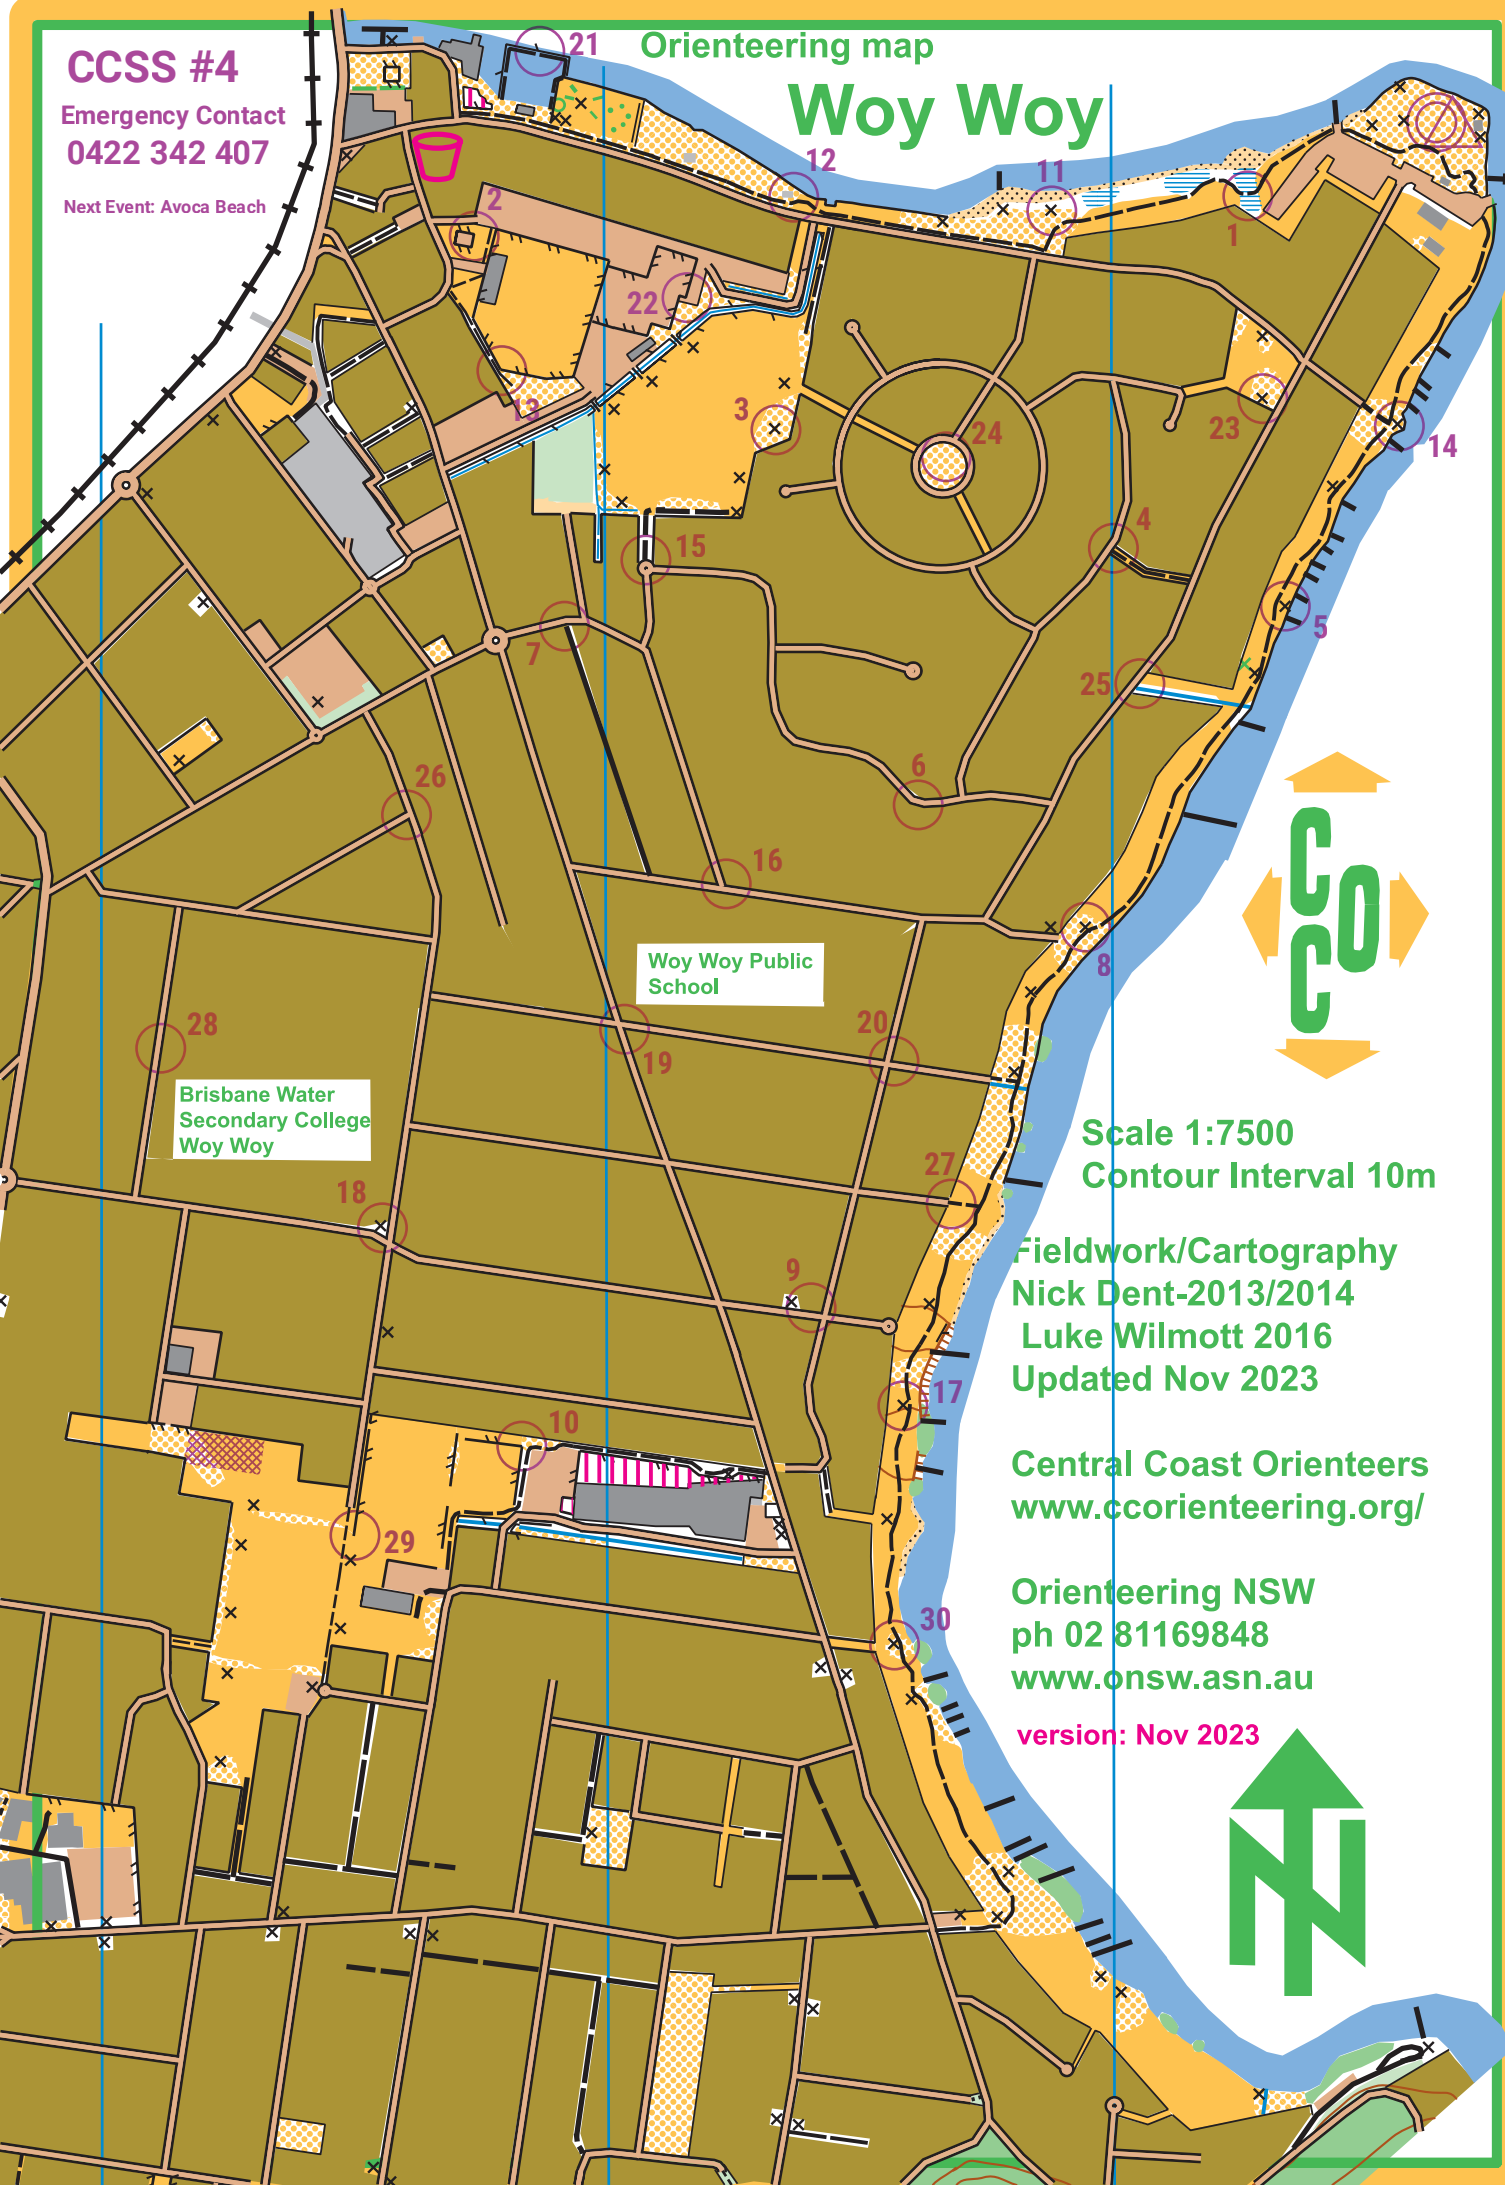 CCSS #4
Emergency Contact
0422 342 407
Next Event: Avoca Beach
Orienteering map
Woy Woy
21
12
11
1
2
22
13
3
24
23
14
4
15
5
7
25
6
26
16
8
Woy Woy Public
School
28
20
19
Brisbane Water
Secondary College
Woy Woy
18
27
9
17
10
29
30
COC
Scale 1:7500
Contour Interval 10m
Fieldwork/Cartography
Nick Dent-2013/2014
Luke Wilmott 2016
Updated Nov 2023
Central Coast Orienteers
www.ccorienteering.org/
Orienteering NSW
ph 02 81169848
www.onsw.asn.au
version: Nov 2023
N